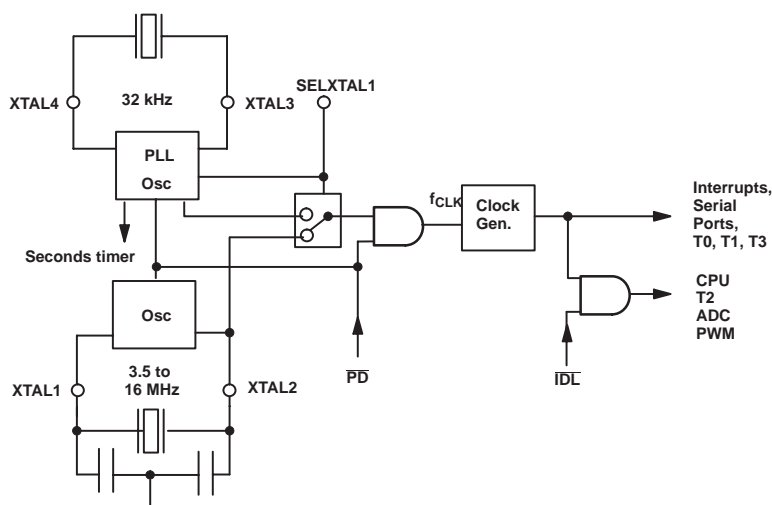 32 kHz
XTAL4
XTAL3
SELXTAL1
PLL
Osc
Seconds timer
fCLK
Clock
Gen.
Interrupts,
Serial
Ports,
T0, T1, T3
CPU
T2
ADC
PWM
Osc
3.5 to
16 MHz
XTAL1
XTAL2
PD
IDL